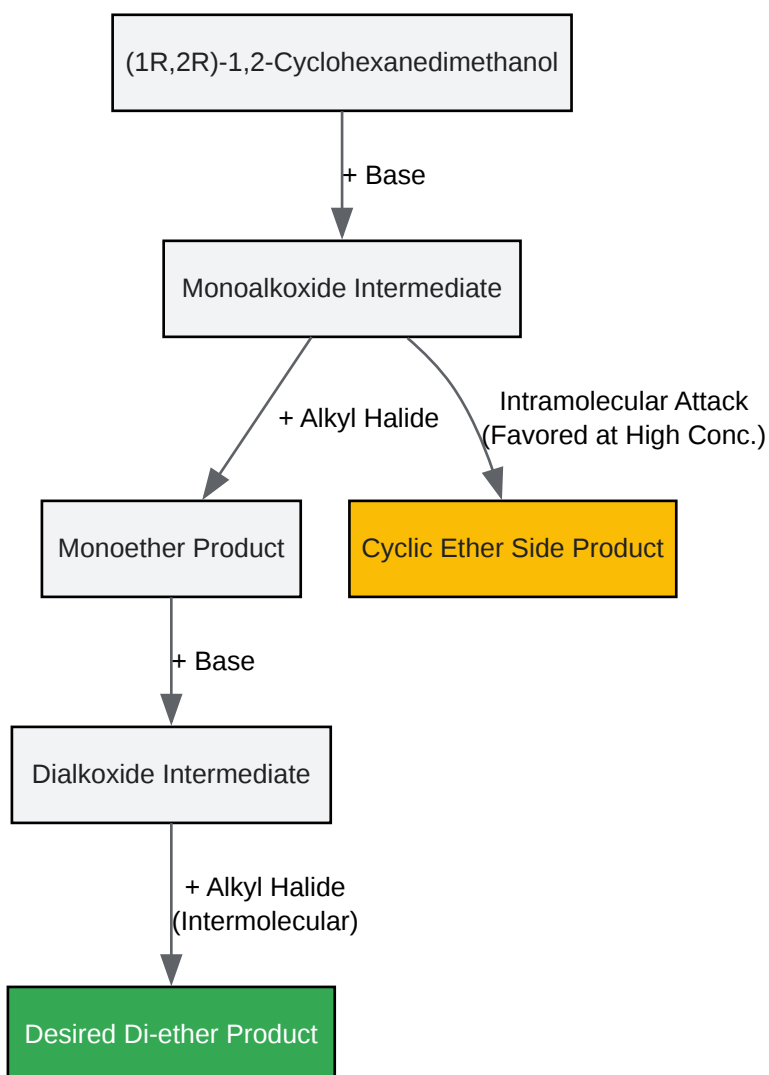 (1R,2R)-1,2-Cyclohexanedimethanol
+ Base
Monoalkoxide Intermediate
+ Alkyl Halide
Intramolecular Attack
(Favored at High Conc.)
Monoether Product
Cyclic Ether Side Product
+ Base
Dialkoxide Intermediate
+ Alkyl Halide
(Intermolecular)
Desired Di-ether Product